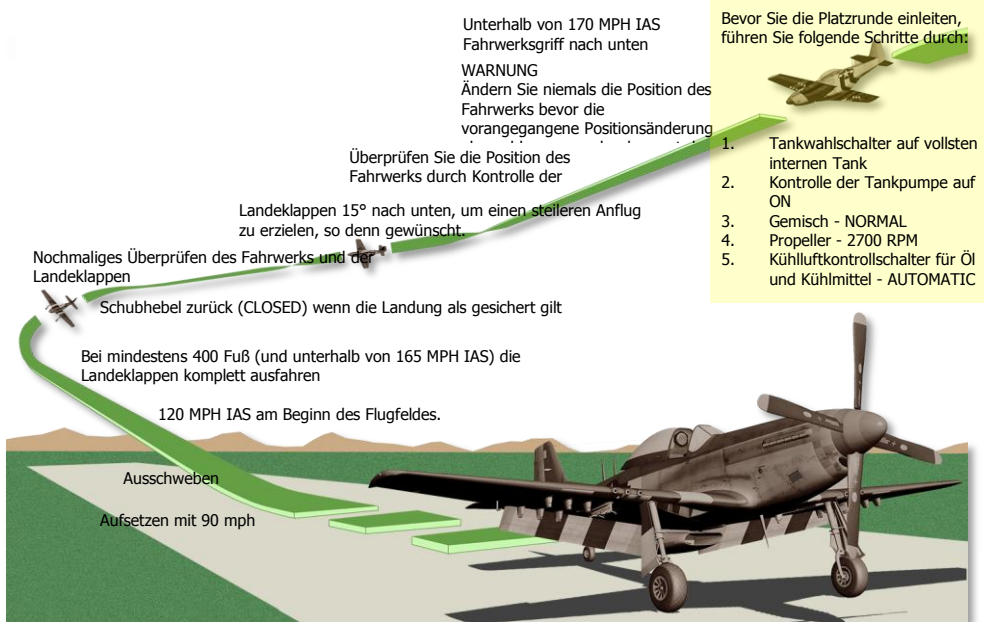 Unterhalb von 170 MPH IAS
Fahrwerksgriff nach unten
WARNUNG
Ändern Sie niemals die Position des
Fahrwerks bevor die
vorangegangene Positionsänderung
Überprüfen Sie die Position des
Fahrwerks durch Kontrolle der
Landeklappen 15° nach unten, um einen steileren Anflug
zu erzielen, so denn gewünscht.
Nochmaliges Überprüfen des Fahrwerks und der
Landeklappen
Schubhebel zurück (CLOSED) wenn die Landung als gesichert gilt
Bei mindestens 400 Fuß (und unterhalb von 165 MPH IAS) die
Landeklappen komplett ausfahren
120 MPH IAS am Beginn des Flugfeldes.
Ausschweben
Aufsetzen mit 90 mph
Bevor Sie die Platzrunde einleiten,
führen Sie folgende Schritte durch:
1. Tankwahlschalter auf vollsten
internen Tank
2. Kontrolle der Tankpumpe auf
ON
3. Gemisch - NORMAL
4. Propeller - 2700 RPM
5. Kühlluftkontrollschalter für Öl
und Kühlmittel - AUTOMATIC